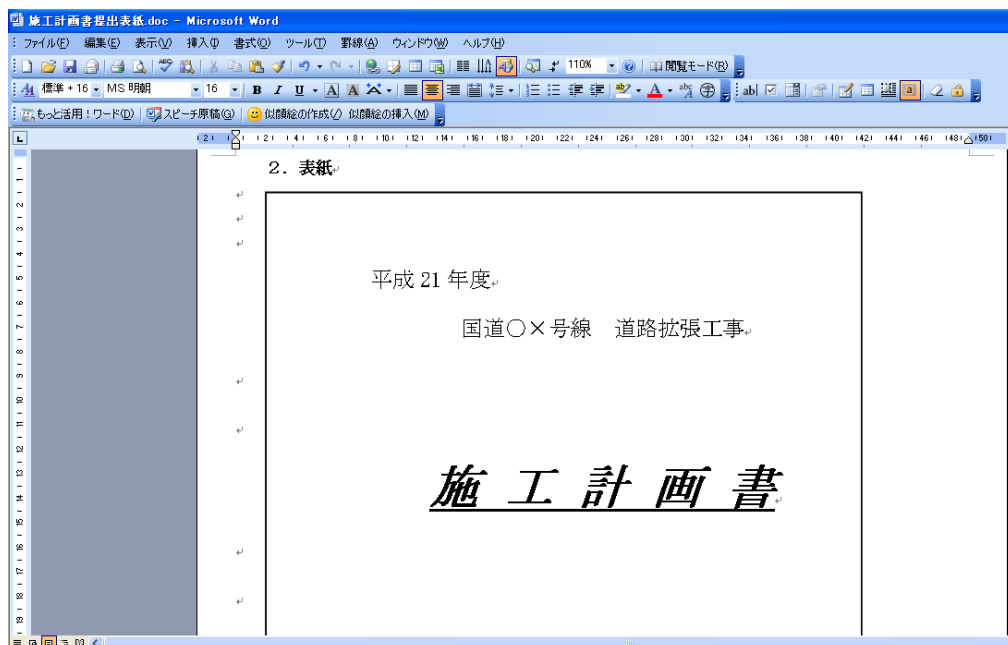 施工計画書提出表紙.doc - Microsoft Word
ファイル(F) 編集(E) 表示(V) 挿入(I) 書式(O) ツール(T) 罫線(A) ウィンドウ(W) ヘルプ(H)
110% 閲覧モード(R)
標準 + 16 MS 明朝 16 B I U A A A ab|
もっと活用!ワード(D) スピーチ原稿(G) 似顔絵の作成(/) 似顔絵の挿入(M)
2.表紙
平成 21 年度
国道○×号線 道路拡張工事
施 工 計 画 書